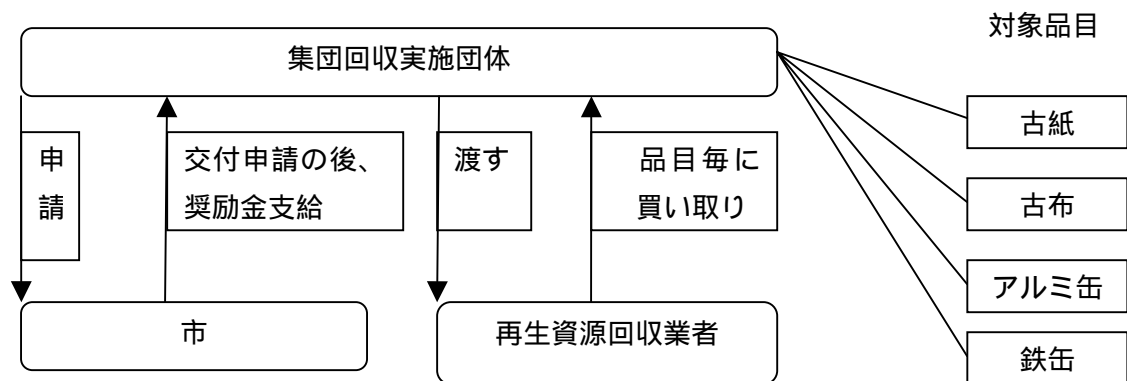 対象品目
集団回収実施団体
古紙
申
請
交付申請の後、
奨励金支給
渡す
品目毎に
買い取り
古布
アルミ缶
市
再生資源回収業者
鉄缶